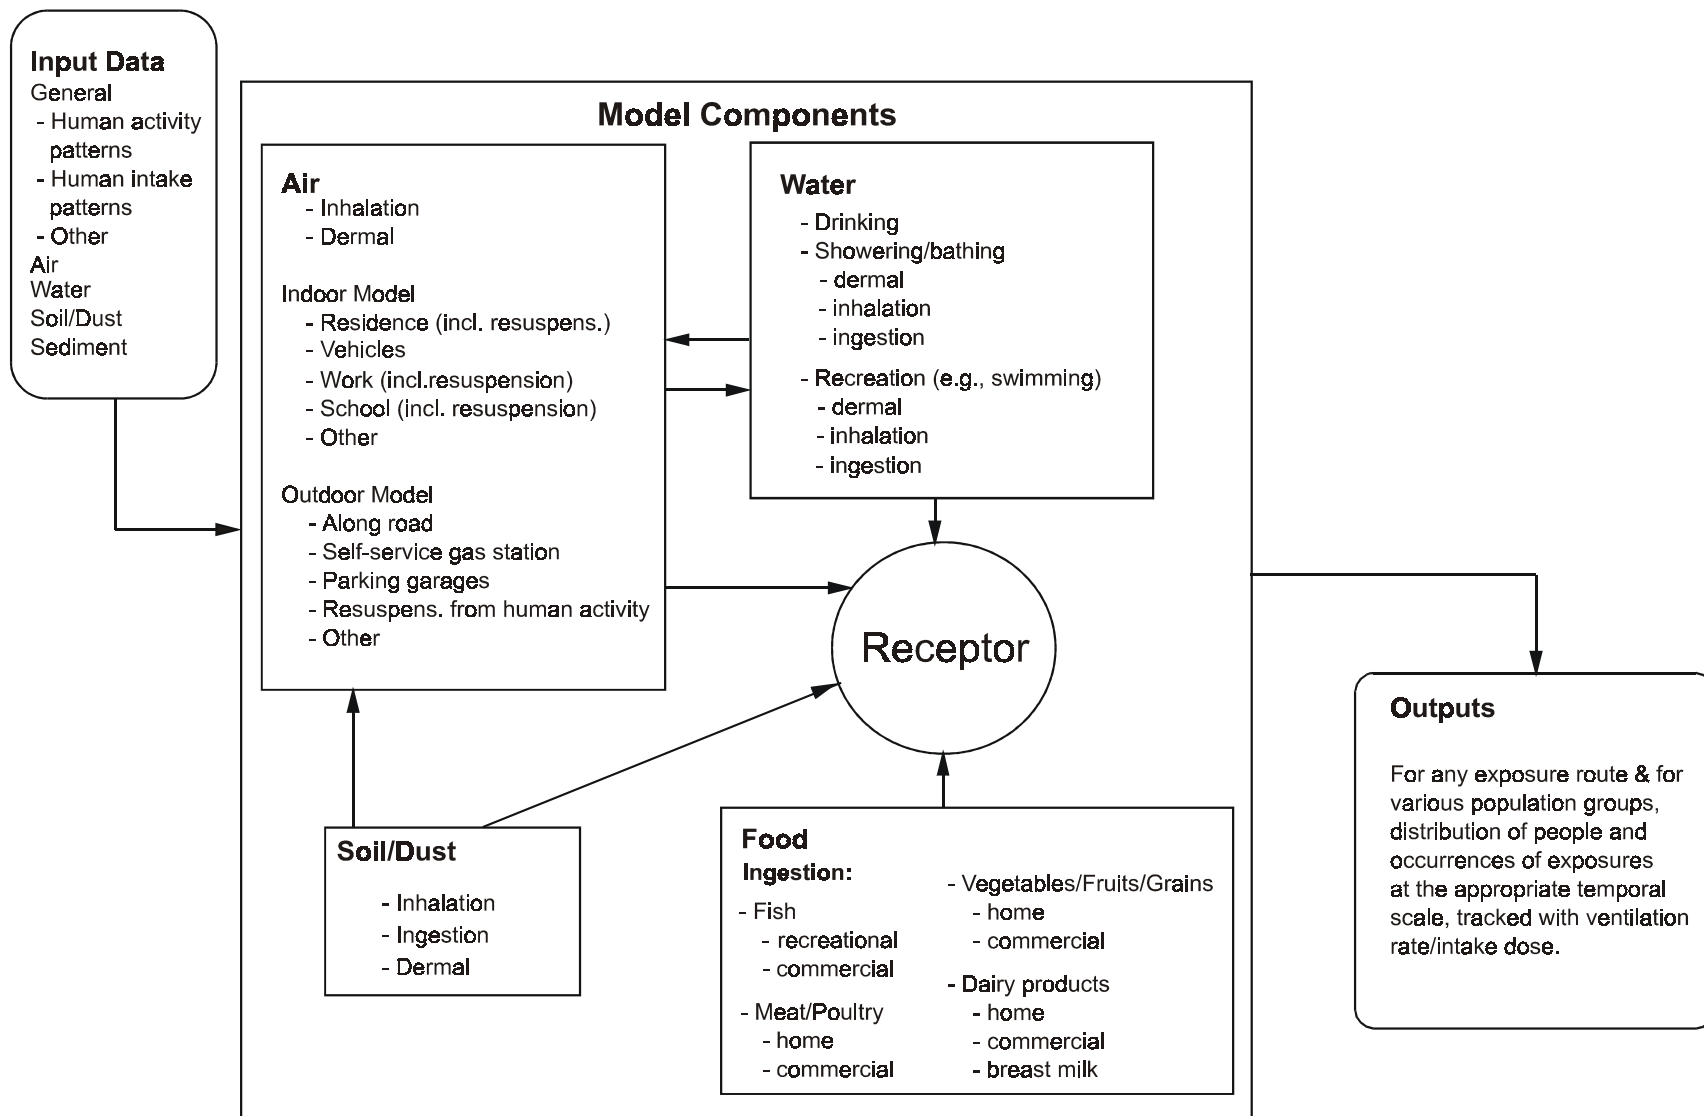 Input Data
General
- Human activity
patterns
- Human intake
patterns
- Other
Air
Water
Soil/Dust
Sediment
Model Components
Air
- Inhalation
- Dermal
Indoor Model
- Residence (incl. resuspens.)
- Vehicles
- Work (incl.resuspension)
- School (incl. resuspension)
- Other
Outdoor Model
- Along road
- Self-service gas station
- Parking garages
- Resuspens. from human activity
- Other
Water
- Drinking
- Showering/bathing
- dermal
- inhalation
- ingestion
- Recreation (e.g., swimming)
- dermal
- inhalation
- ingestion
Receptor
Soil/Dust
- Inhalation
- Ingestion
- Dermal
Food
Ingestion:
- Fish
- recreational
- commercial
- Meat/Poultry
- home
- commercial
- Vegetables/Fruits/Grains
- home
- commercial
- Dairy products
- home
- commercial
- breast milk
Outputs
For any exposure route & for
various population groups,
distribution of people and
occurrences of exposures
at the appropriate temporal
scale, tracked with ventilation
rate/intake dose.